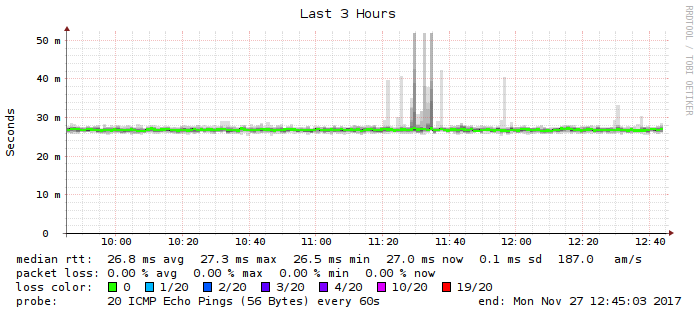 Last 3 Hours
RRDTOOL / TOBI OETIKER
Seconds
50 m
40 m
30 m
20 m
10 m
0
10:00 10:20 10:40 11:00 11:20 11:40 12:00 12:20 12:40
median rtt: 26.8 ms avg 27.3 ms max 26.5 ms min 27.0 ms now 0.1 ms sd 187.0 am/s
packet loss: 0.00 % avg 0.00 % max 0.00 % min 0.00 % now
loss color: 0 1/20 2/20 3/20 4/20 10/20 19/20
probe: 20 ICMP Echo Pings (56 Bytes) every 60s end: Mon Nov 27 12:45:03 2017